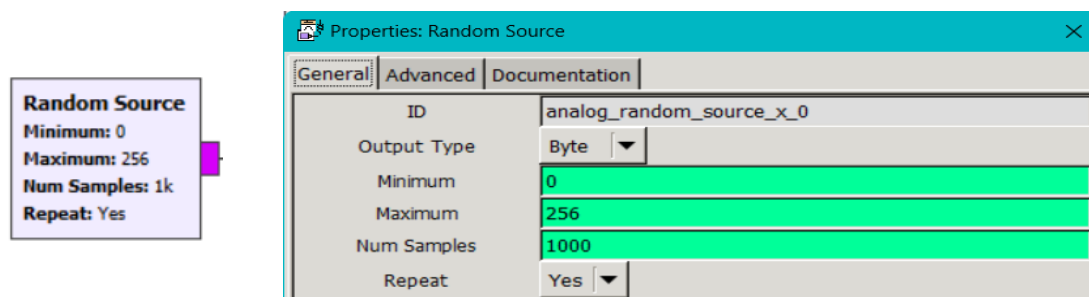 Random Source
Minimum: 0
Maximum: 256
Num Samples: 1k
Repeat: Yes
Properties: Random Source
General Advanced Documentation
ID analog_random_source_x_0
Output Type Byte
Minimum 0
Maximum 256
Num Samples 1000
Repeat Yes